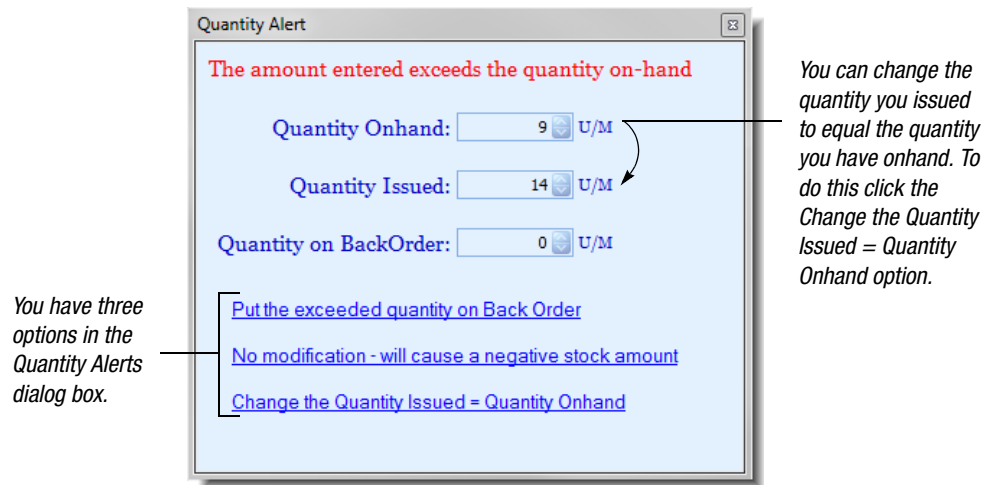 Quantity Alert
The amount entered exceeds the quantity on-hand
Quantity Onhand: 9 U/M
Quantity Issued: 14 U/M
Quantity on BackOrder: 0 U/M
Put the exceeded quantity on Back Order
No modification - will cause a negative stock amount
Change the Quantity Issued = Quantity Onhand
You have three
options in the
Quantity Alerts
dialog box.
You can change the
quantity you issued
to equal the quantity
you have onhand. To
do this click the
Change the Quantity
Issued = Quantity
Onhand option.